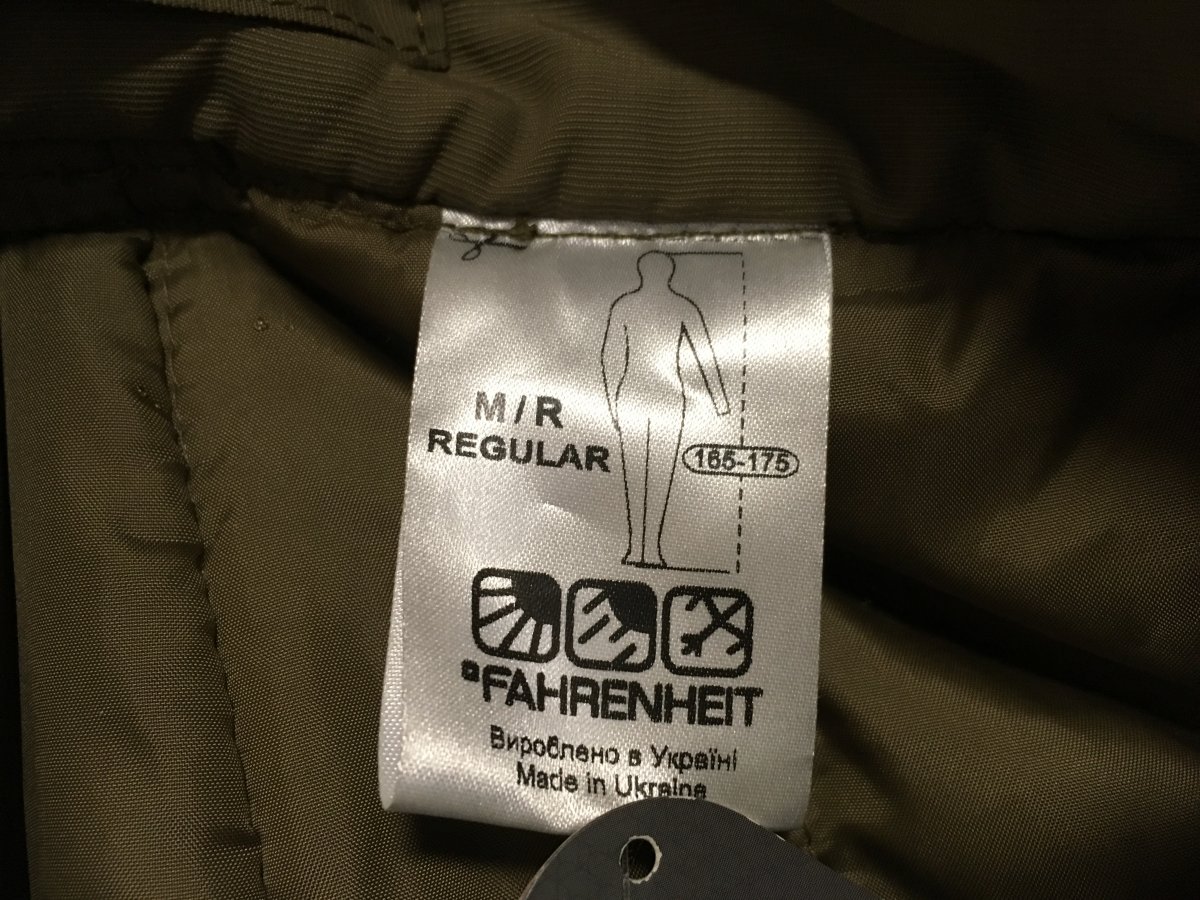 M / R
REGULAR
165-175
°FAHRENHEIT
Вироблено в Україні
Made in Ukraine